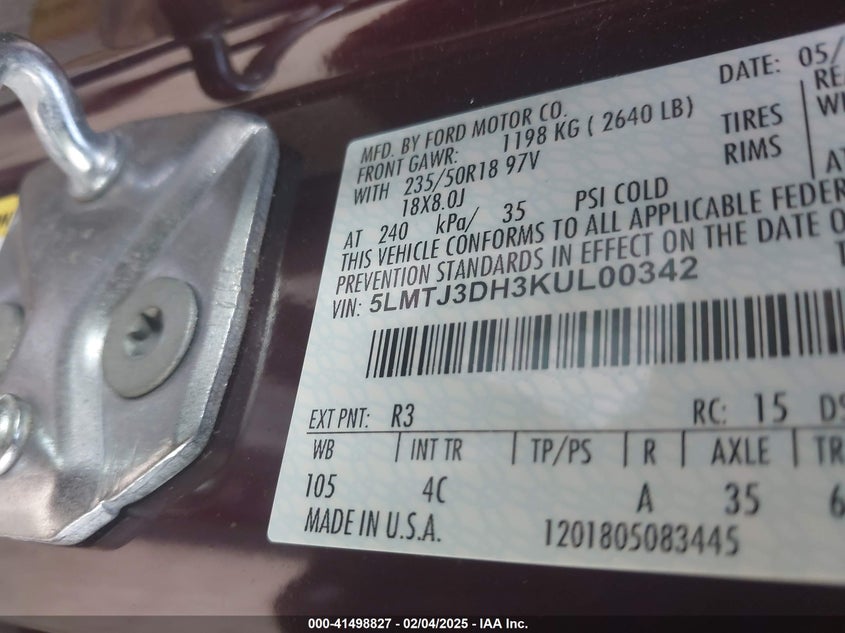 DATE: 05/
MFD. BY FORD MOTOR CO.
FRONT GAWR: 1198 KG ( 2640 LB) TIRES
WITH 235/50R18 97V RIMS
18X8.0J
AT 240 kPa/ 35 PSI COLD
THIS VEHICLE CONFORMS TO ALL APPLICABLE
PREVENTION STANDARDS IN EFFECT ON THE DATE
VIN: 5LMTJ3DH3KUL00342
EXT PNT: R3 RC: 15
WB INT TR TP/PS R AXLE
105 4C A 35
MADE IN U.S.A. 1201805083445
000-41498827 - 02/04/2025 - IAA Inc.